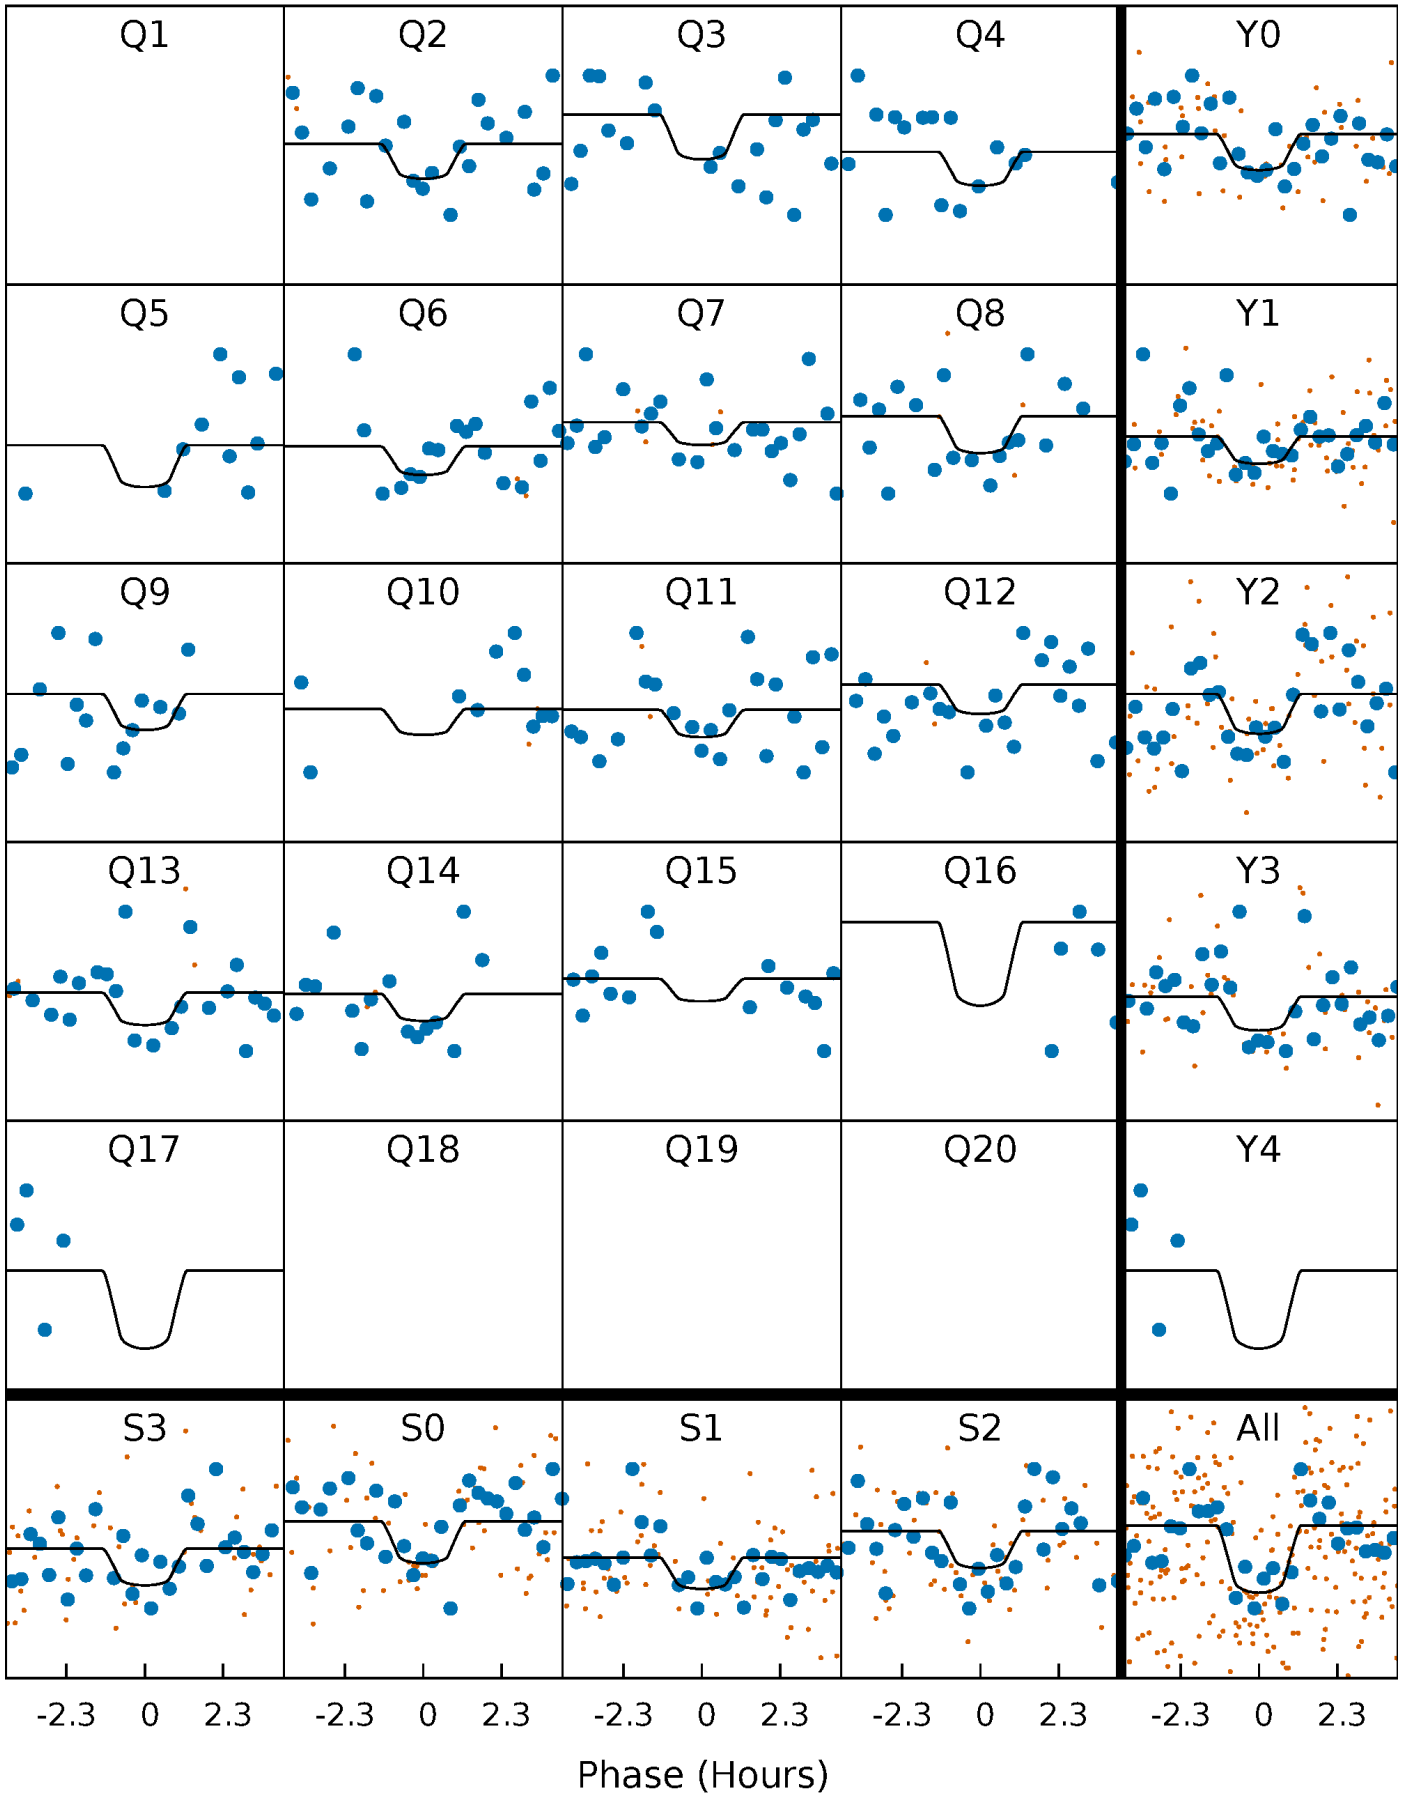 Q1 Q2 Q3 Q4 Y0
Q5 Q6 Q7 Q8 Y1
Q9 Q10 Q11 Q12 Y2
Q13 Q14 Q15 Q16 Y3
Q17 Q18 Q19 Q20 Y4
S3 S0 S1 S2 All
-2.3 0 2.3 -2.3 0 2.3 -2.3 0 2.3 -2.3 0 2.3 -2.3 0 2.3
Phase (Hours)